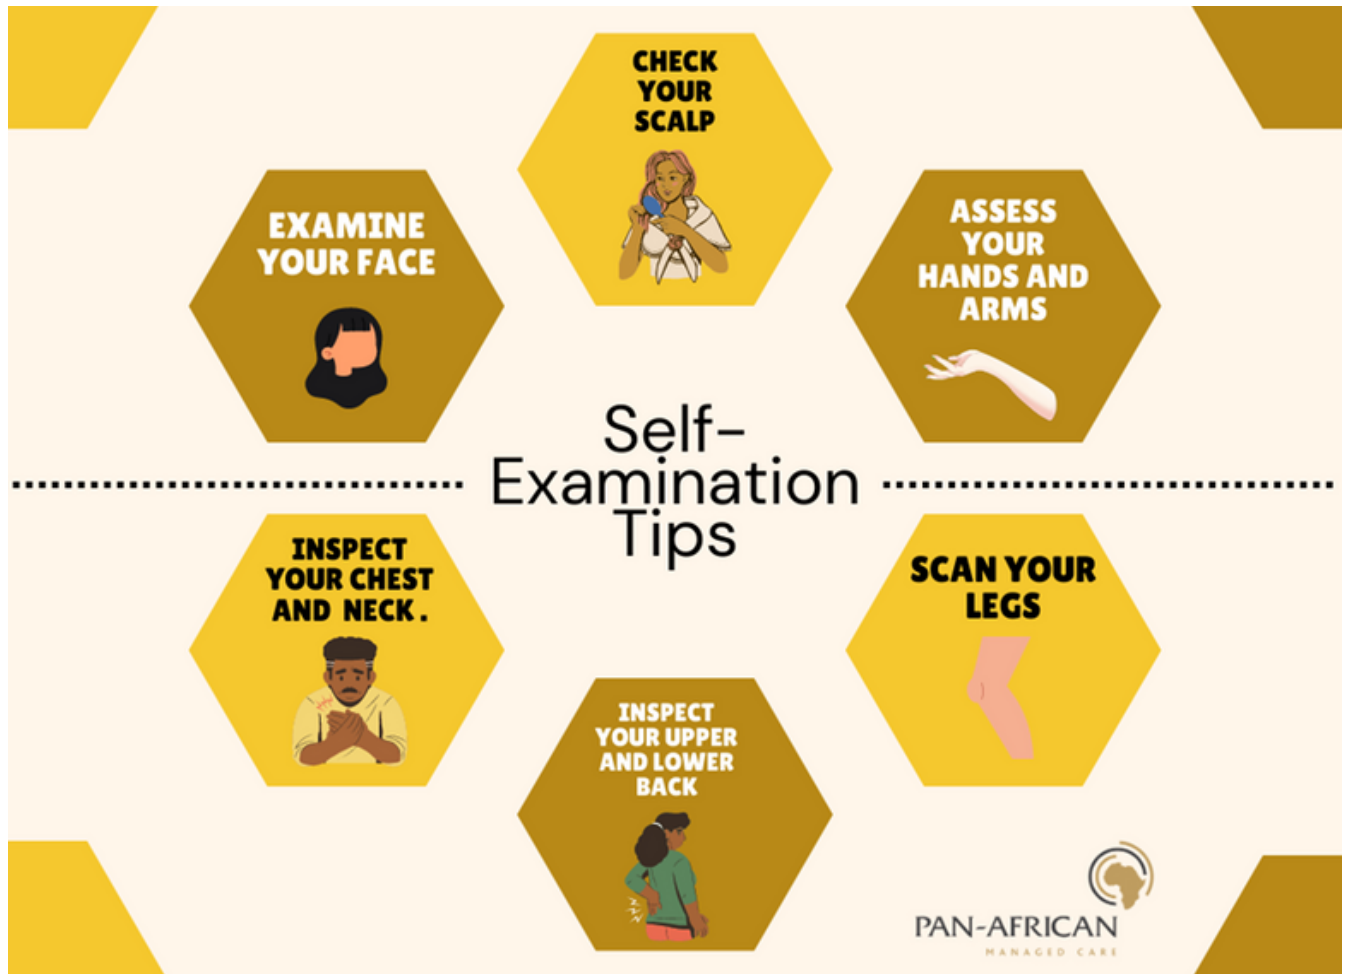 CHECK
YOUR
SCALP
EXAMINE
YOUR FACE
ASSESS
YOUR
HANDS AND
ARMS
Self-
Examination
Tips
INSPECT
YOUR CHEST
AND NECK.
SCAN YOUR
LEGS
INSPECT
YOUR UPPER
AND LOWER
BACK
PAN-AFRICAN
MANAGED CARE